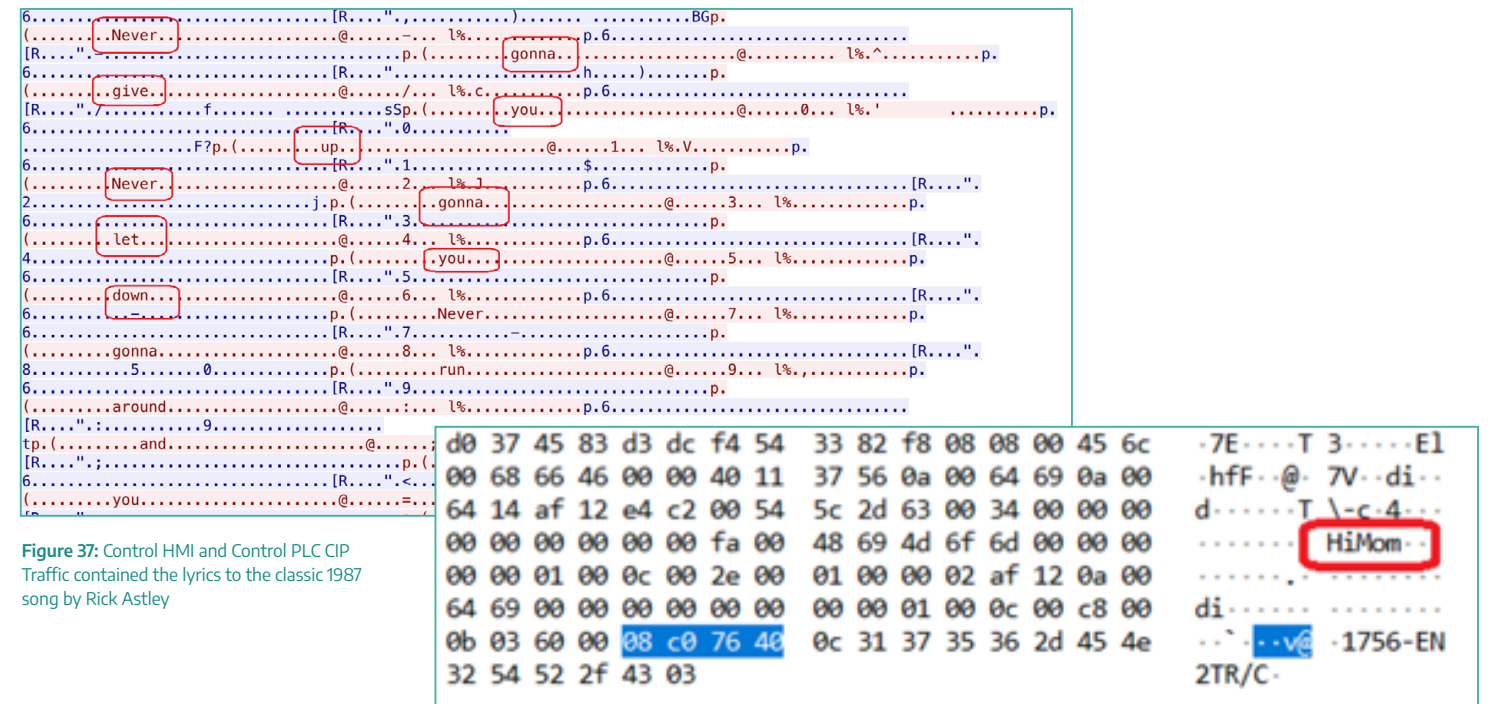 6.....................................[R....".,...........)....... ...........BGp.
(.........Never.....................@......–... l%.............p.6....................................
[R....".–....................................p.(.........gonna....................@......... l%.^...........p.
6.....................................[R...."......................h.....).......p.
(.........give......................@....../... l%.c...........p.6....................................
[R...."./...........f....... ...........sSp.(.........you......................@......0... l%.' ..........p.
6.....................................[R....".0...........
...................F?p.(.........up.......................@......1... l%.V...........p.
6.....................................[R....".1...................$.............p.
(.........Never.....................@......2... l%.J...........p.6....................................[R....".
2................................j.p.(.........gonna....................@......3... l%.............p.
6.....................................[R....".3.................................p.
(.........let.......................@......4... l%.............p.6....................................[R....".
4..................................p.(.........you......................@......5... l%.............p.
6.....................................[R....".5.................................p.
(.........down......................@......6... l%.............p.6....................................[R....".
6............–.....................p.(.........Never....................@......7... l%.............p.
6.....................................[R....".7...........–.....................p.
(.........gonna.....................@......8... l%.............p.6....................................[R....".
8...........5.......0.............p.(.........run......................@......9... l%.,...........p.
6.....................................[R....".9.................................p.
(.........around....................@......:... l%.............p.6....................................
[R....".:...........9...................
tp.(.........and......................@.....;
[R....".;..................................p.(.
6.....................................[R....".<...
(.........you.......................@......=...
d0 37 45 83 d3 dc f4 54 33 82 f8 08 08 00 45 6c ·7E····T 3·····El
00 68 66 46 00 00 40 11 37 56 0a 00 64 69 0a 00 ·hfF··@· 7V··di··
64 14 af 12 e4 c2 00 54 5c 2d 63 00 34 00 00 00 d······T \-c·4···
00 00 00 00 00 00 fa 00 48 69 4d 6f 6d 00 00 00 ········ HiMom···
00 00 01 00 0c 00 2e 00 01 00 00 02 af 12 0a 00 ······.· ········
64 69 00 00 00 00 00 00 00 00 01 00 0c 00 c8 00 di······ ········
0b 03 60 00 08 c0 76 40 0c 31 37 35 36 2d 45 4e ··`···v@ ·1756-EN
32 54 52 2f 43 03 2TR/C·
Figure 37: Control HMI and Control PLC CIP
Traffic contained the lyrics to the classic 1987
song by Rick Astley